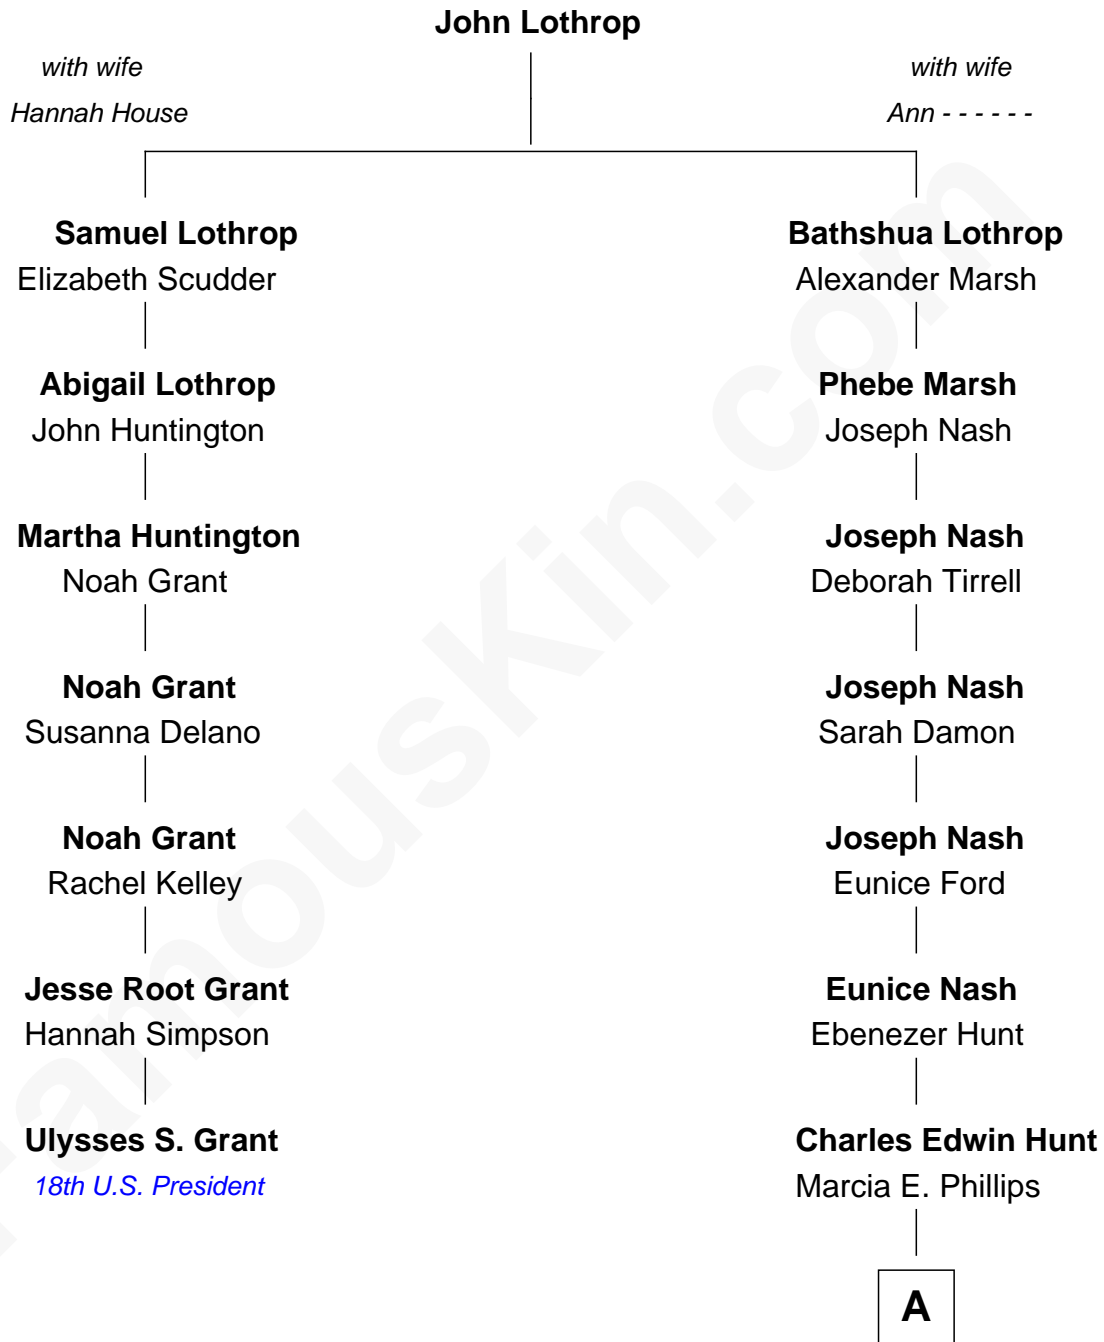 John Lothrop
with wife
Hannah House
with wife
Ann - - - - - -
Samuel Lothrop
Elizabeth Scudder
Bathshua Lothrop
Alexander Marsh
Abigail Lothrop
John Huntington
Phebe Marsh
Joseph Nash
Martha Huntington
Noah Grant
Joseph Nash
Deborah Tirrell
Noah Grant
Susanna Delano
Joseph Nash
Sarah Damon
Noah Grant
Rachel Kelley
Joseph Nash
Eunice Ford
Jesse Root Grant
Hannah Simpson
Eunice Nash
Ebenezer Hunt
Ulysses S. Grant
18th U.S. President
Charles Edwin Hunt
Marcia E. Phillips
A
FamousKin.com